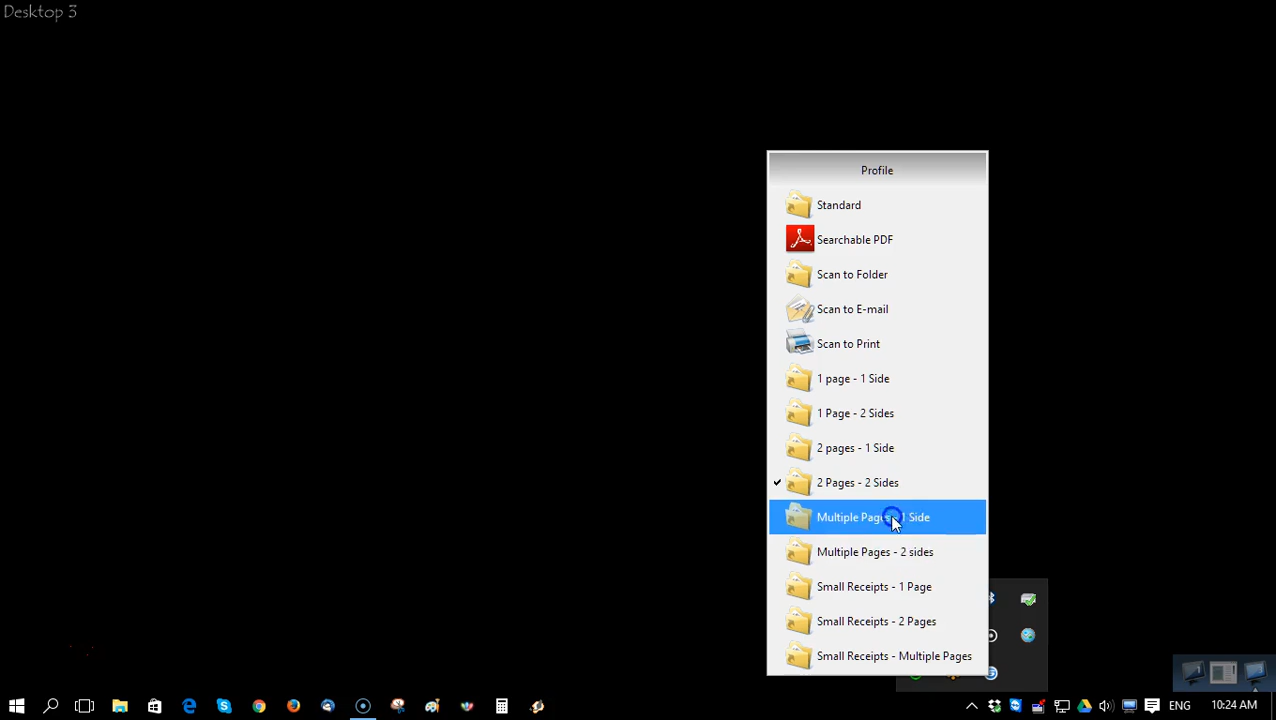 Desktop 3
Profile
Standard
Searchable PDF
Scan to Folder
Scan to E-mail
Scan to Print
1 page - 1 Side
1 Page - 2 Sides
2 pages - 1 Side
2 Pages - 2 Sides
Multiple Side
Multiple Pages - 2 sides
Small Receipts - 1 Page
Small Receipts - 2 Pages
Small Receipts - Multiple Pages
ENG
10:24 AM